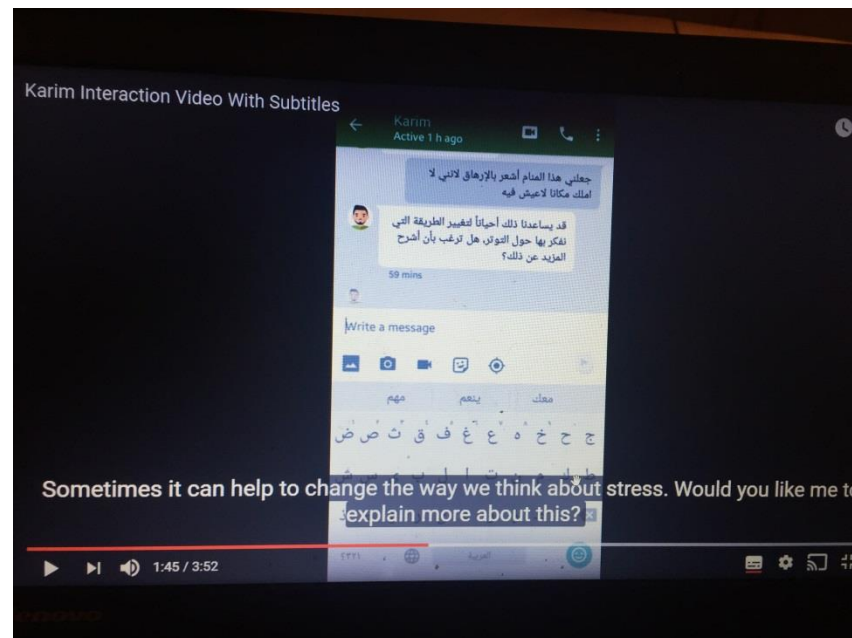 Karim Interaction Video With Subtitles
Karim
Active 1 h ago
جعلني هذا المنام أشعر بالإرهاق لانني لا
املك مكانا لاعيش فيه
قد يساعدنا ذلك أحياناً لتغيير الطريقة التي
نفكر بها حول التوتر، هل ترغب بأن أشرح
المزيد عن ذلك؟
59 mins
Write a message
معك ينعم مهم
ض ص ث ق ف غ ع ه خ ح ج
Sometimes it can help to change the way we think about stress. Would you like me to
explain more about this?
العربية
1:45 / 3:52
lenovo